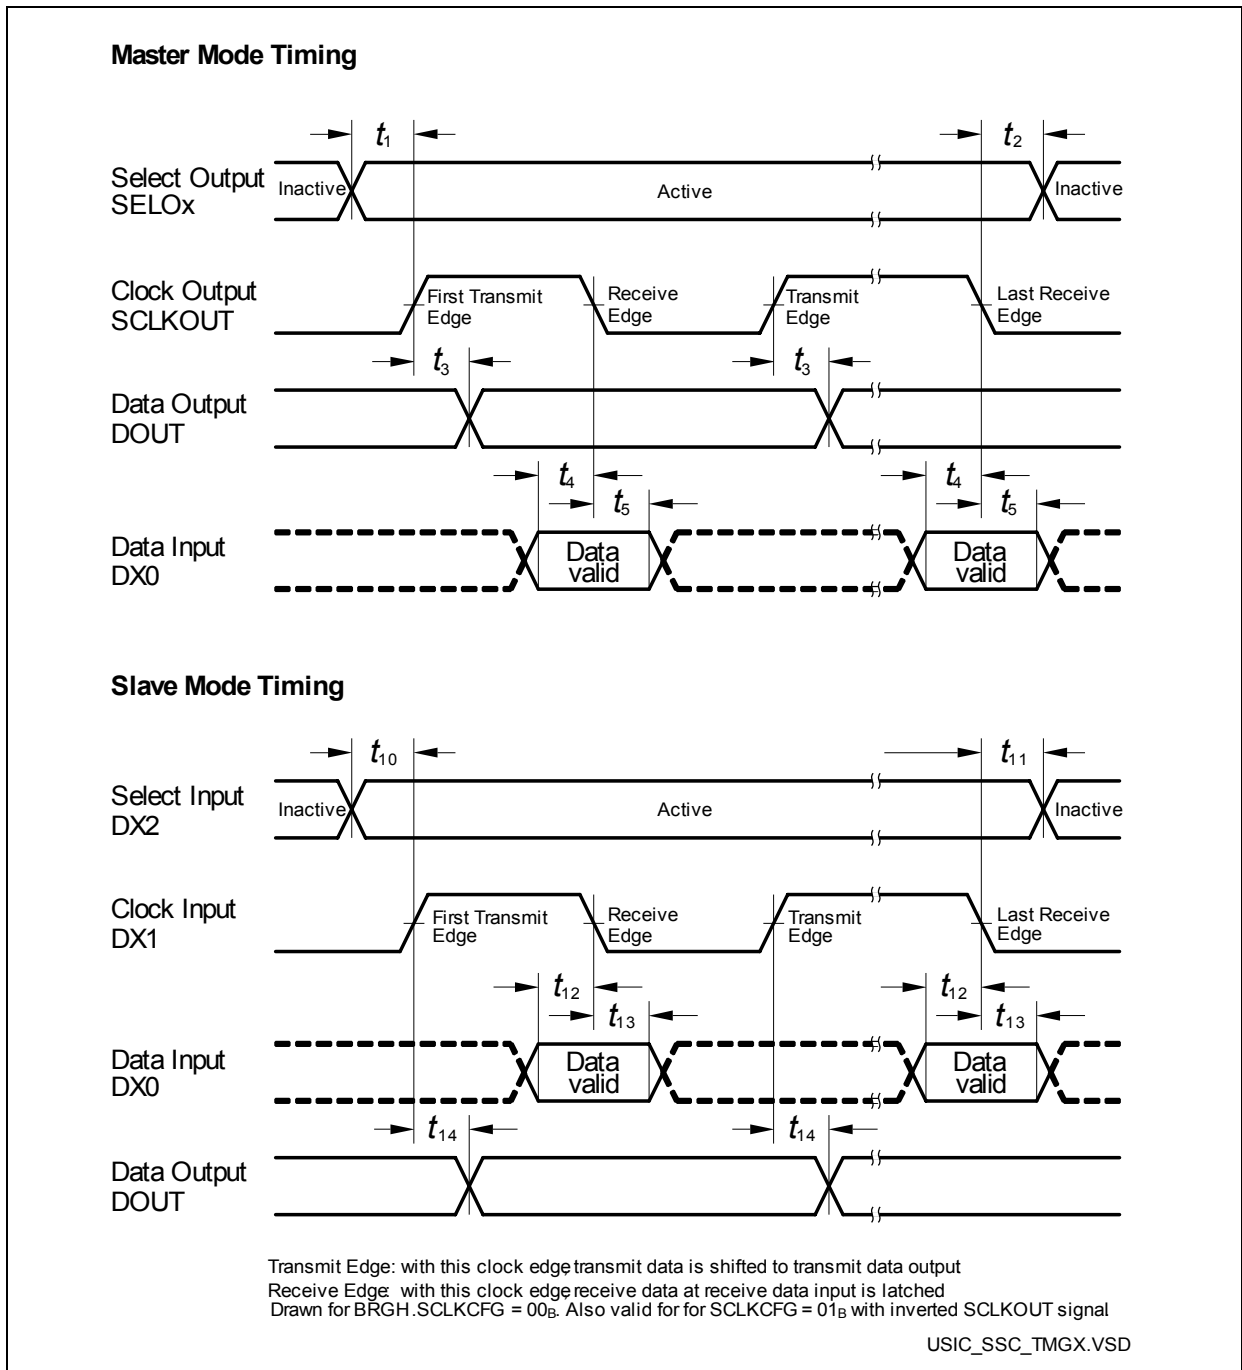 Master Mode Timing
t1
t2
Select Output
SELOx
Inactive
Active
Inactive
Clock Output
SCLKOUT
First Transmit
Edge
Receive
Edge
Transmit
Edge
Last Receive
Edge
t3
t3
Data Output
DOUT
t4
t4
t5
t5
Data Input
DX0
Data
valid
Data
valid
Slave Mode Timing
t10
t11
Select Input
DX2
Inactive
Active
Inactive
Clock Input
DX1
First Transmit
Edge
Receive
Edge
Transmit
Edge
Last Receive
Edge
t12
t12
t13
t13
Data Input
DX0
Data
valid
Data
valid
t14
t14
Data Output
DOUT
Transmit Edge: with this clock edge, transmit data is shifted to transmit data output
Receive Edge: with this clock edge, receive data at receive data input is latched
Drawn for BRGH.SCLKCFG = 00B. Also valid for for SCLKCFG = 01B with inverted SCLKOUT signal.
USIC_SSC_TMGX.VSD